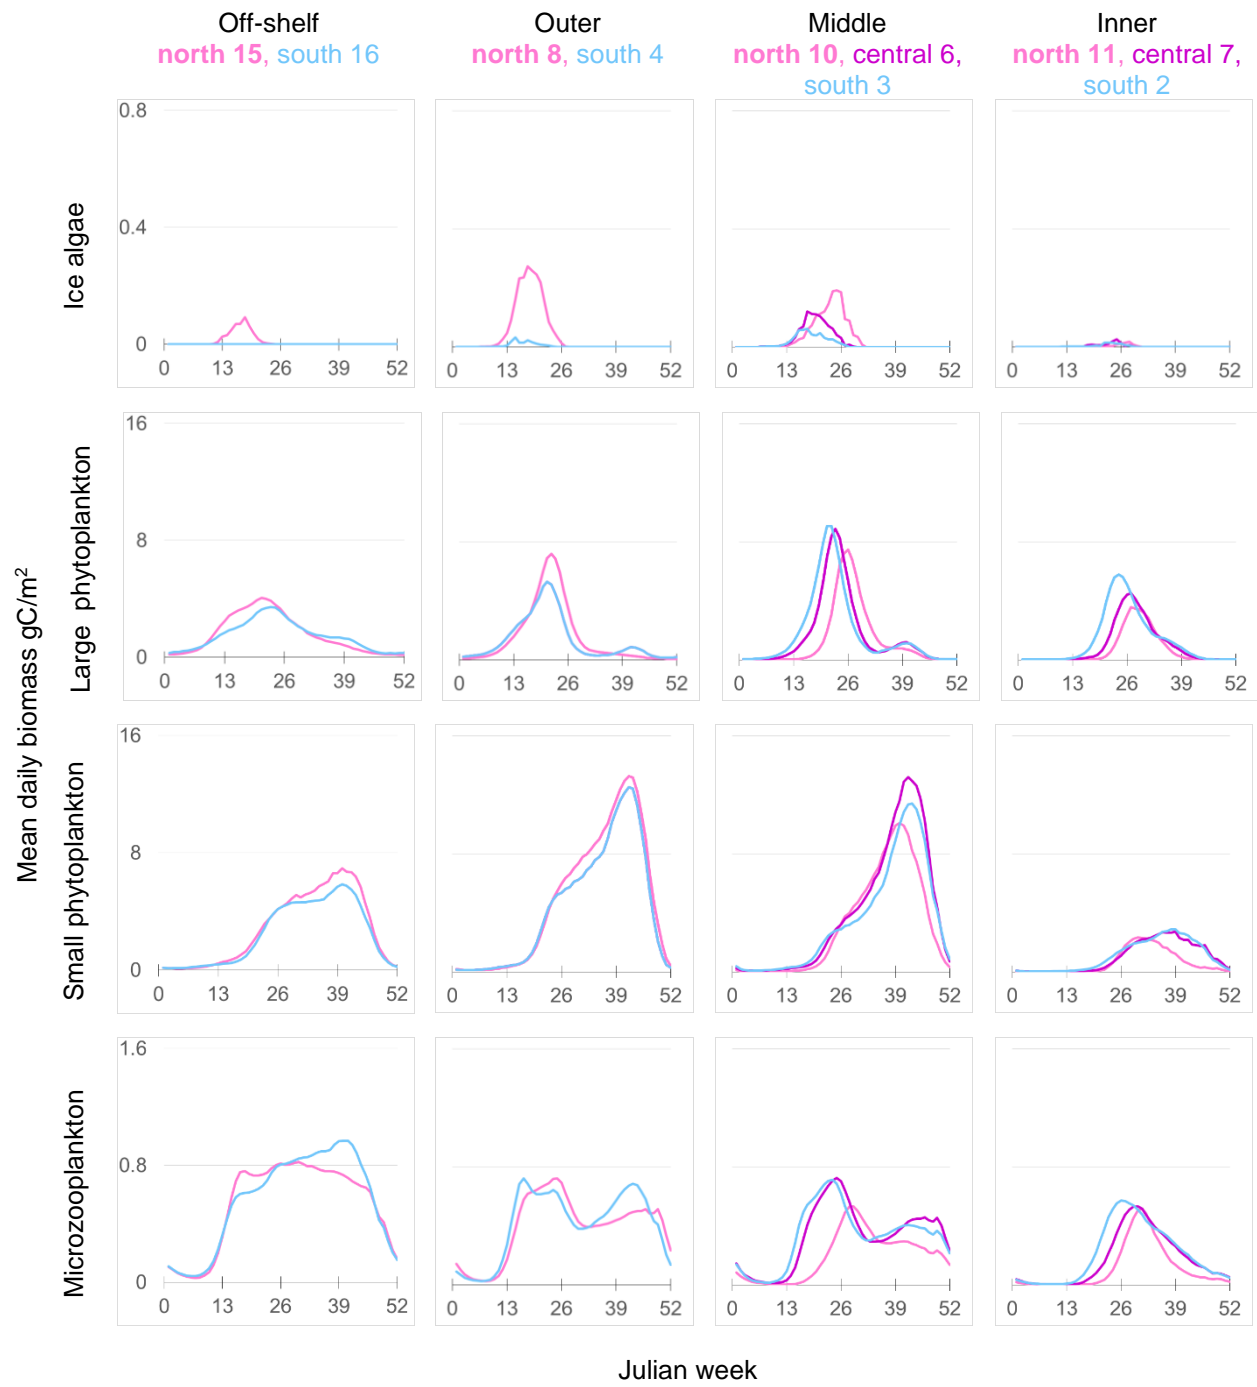 Off-shelf
north 15, south 16
Outer
north 8, south 4
Middle
north 10, central 6,
south 3
Inner
north 11, central 7,
south 2
Mean daily biomass gC/m²
Ice algae
0.8
0.4
0
0 13 26 39 52
0 13 26 39 52
0 13 26 39 52
0 13 26 39 52
Large phytoplankton
16
8
0
0 13 26 39 52
0 13 26 39 52
0 13 26 39 52
0 13 26 39 52
Small phytoplankton
16
8
0
0 13 26 39 52
0 13 26 39 52
0 13 26 39 52
0 13 26 39 52
Microzooplankton
1.6
0.8
0
0 13 26 39 52
0 13 26 39 52
0 13 26 39 52
0 13 26 39 52
Julian week